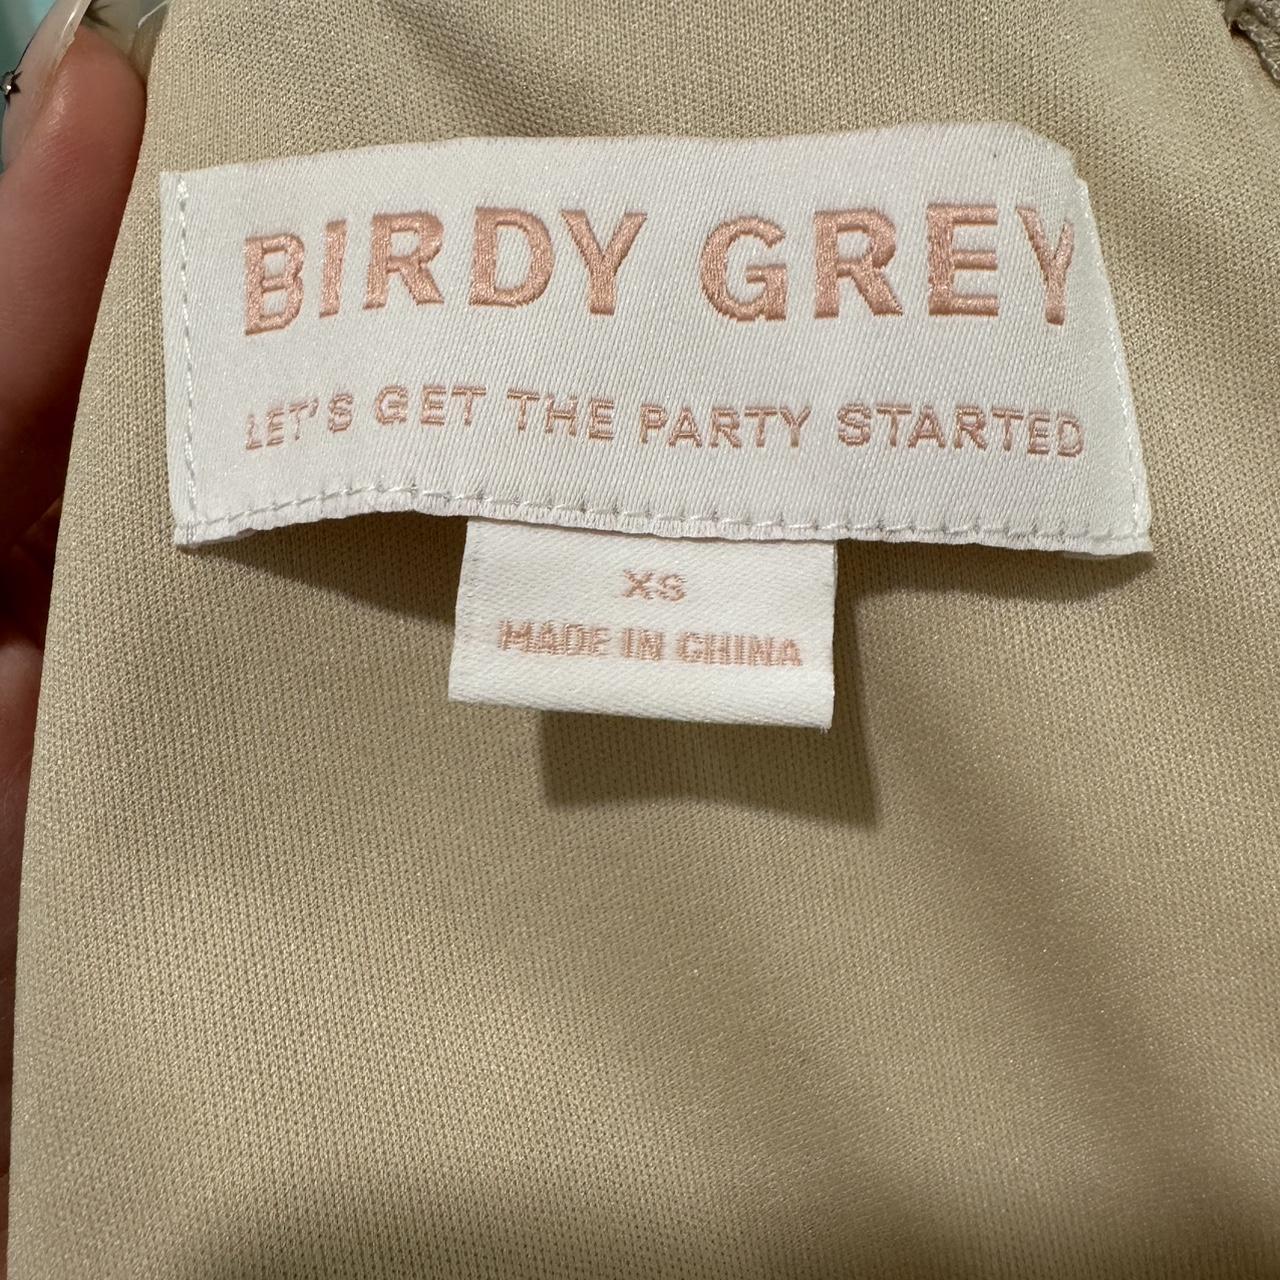 BIRDY GREY
LET'S GET THE PARTY STARTED
XS
MADE IN CHINA